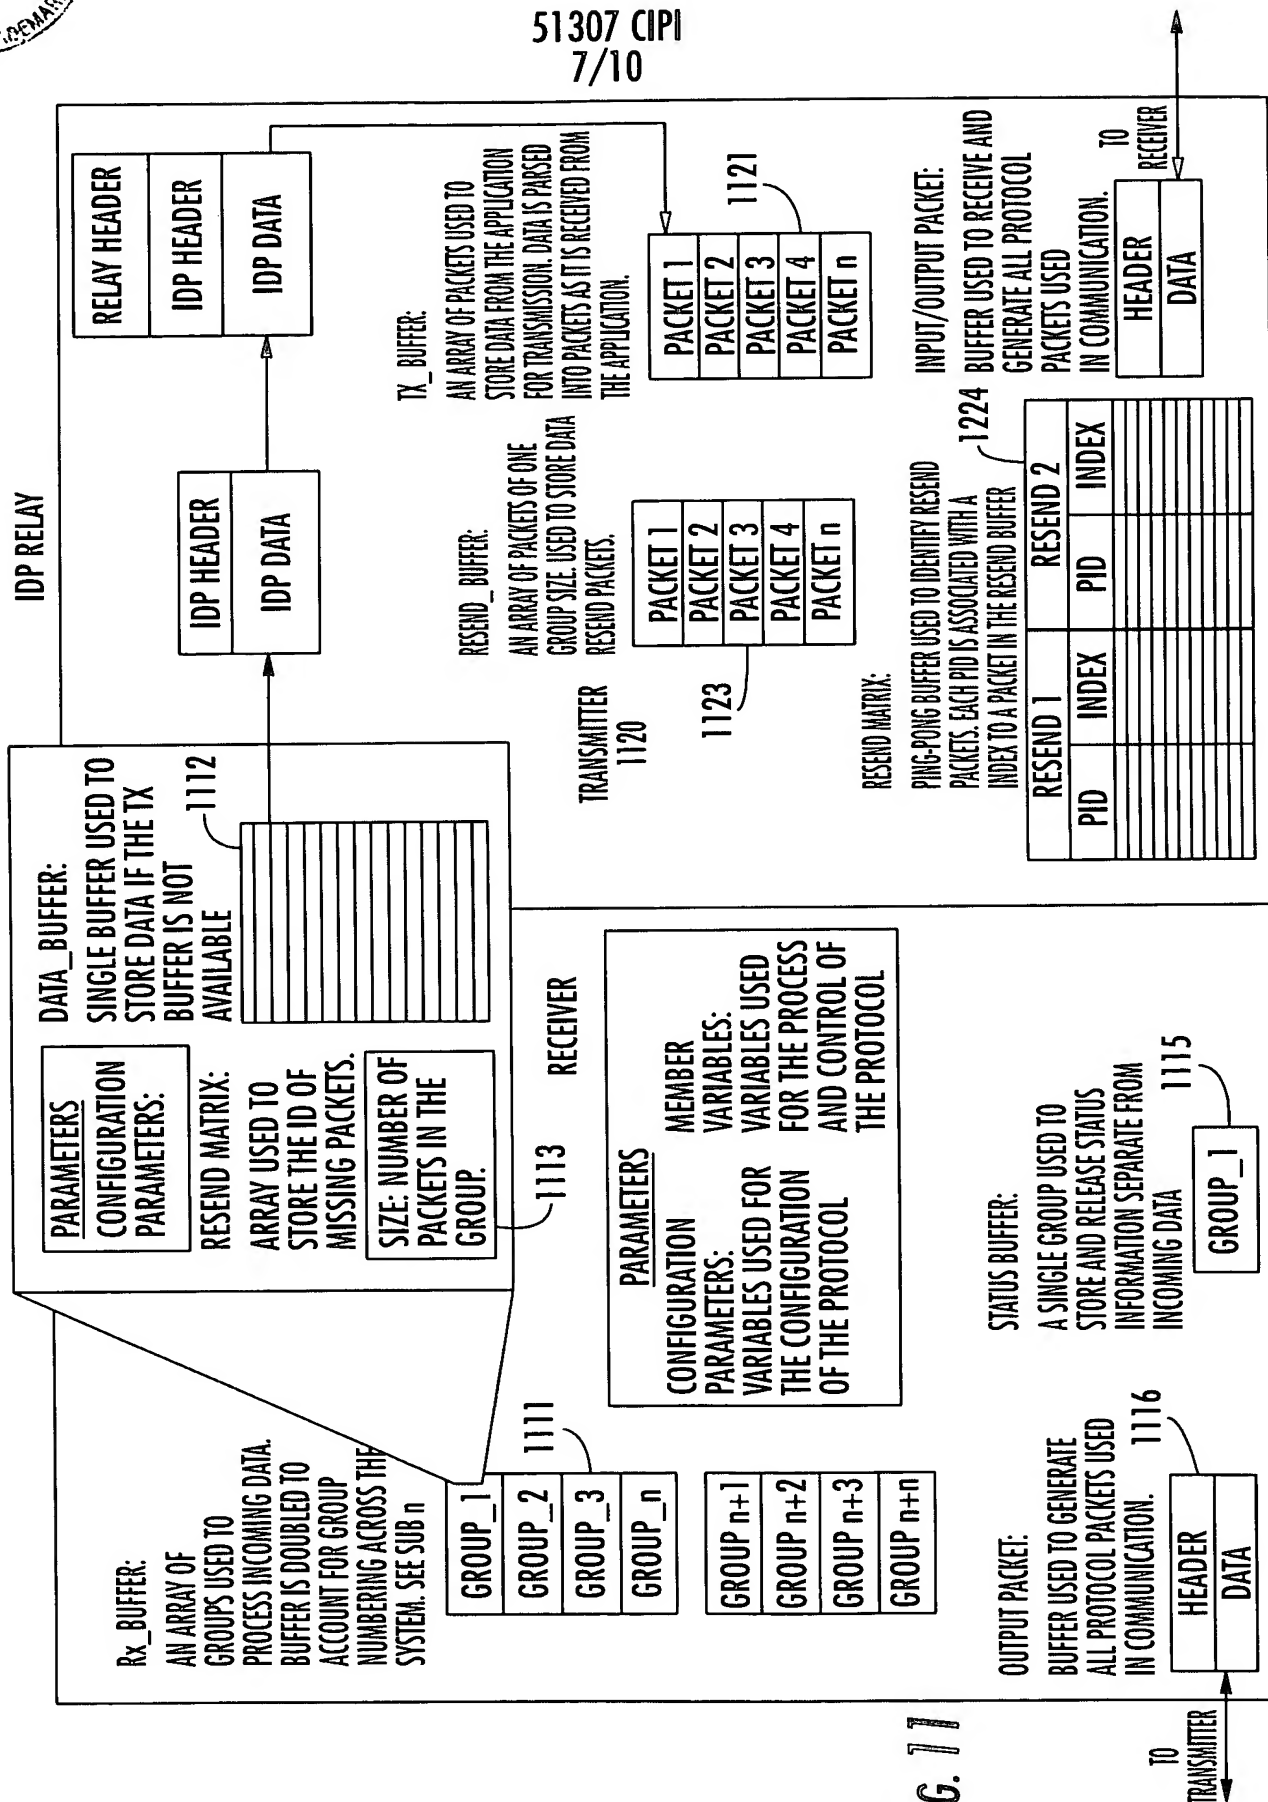 51307 CIPI
7/10
IDP RELAY
Rx_BUFFER:
AN ARRAY OF
GROUPS USED TO
PROCESS INCOMING DATA.
BUFFER IS DOUBLED TO
ACCOUNT FOR GROUP
NUMBERING ACROSS THE
SYSTEM. SEE SUB n
GROUP_1
GROUP_2
GROUP_3
GROUP_n
1111
GROUP n+1
GROUP n+2
GROUP n+3
GROUP n+n
OUTPUT PACKET:
BUFFER USED TO GENERATE
ALL PROTOCOL PACKETS USED
IN COMMUNICATION.
1116
HEADER
DATA
TO
TRANSMITTER
PARAMETERS
CONFIGURATION
PARAMETERS:
RESEND MATRIX:
ARRAY USED TO
STORE THE ID OF
MISSING PACKETS.
SIZE: NUMBER OF
PACKETS IN THE
GROUP.
1113
DATA_BUFFER:
SINGLE BUFFER USED TO
STORE DATA IF THE TX
BUFFER IS NOT
AVAILABLE
1112
RECEIVER
PARAMETERS
CONFIGURATION
PARAMETERS:
VARIABLES USED FOR
THE CONFIGURATION
OF THE PROTOCOL
MEMBER
VARIABLES:
VARIABLES USED
FOR THE PROCESS
AND CONTROL OF
THE PROTOCOL
STATUS BUFFER:
A SINGLE GROUP USED TO
STORE AND RELEASE STATUS
INFORMATION SEPARATE FROM
INCOMING DATA
1115
GROUP_1
IDP HEADER
IDP DATA
RELAY HEADER
IDP HEADER
IDP DATA
TRANSMITTER
1120
RESEND_BUFFER:
AN ARRAY OF PACKETS OF ONE
GROUP SIZE. USED TO STORE DATA
RESEND PACKETS.
PACKET 1
PACKET 2
PACKET 3
PACKET 4
PACKET n
1123
TX_BUFFER:
AN ARRAY OF PACKETS USED TO
STORE DATA FROM THE APPLICATION
FOR TRANSMISSION. DATA IS PARSED
INTO PACKETS AS IT IS RECEIVED FROM
THE APPLICATION.
PACKET 1
PACKET 2
PACKET 3
PACKET 4
PACKET n
1121
RESEND MATRIX:
PING-PONG BUFFER USED TO IDENTIFY RESEND
PACKETS. EACH PID IS ASSOCIATED WITH A
INDEX TO A PACKET IN THE RESEND BUFFER
1224
RESEND 1
RESEND 2
PID
INDEX
PID
INDEX
INPUT/OUTPUT PACKET:
BUFFER USED TO RECEIVE AND
GENERATE ALL PROTOCOL
PACKETS USED
IN COMMUNICATION.
HEADER
DATA
TO
RECEIVER
G. 11